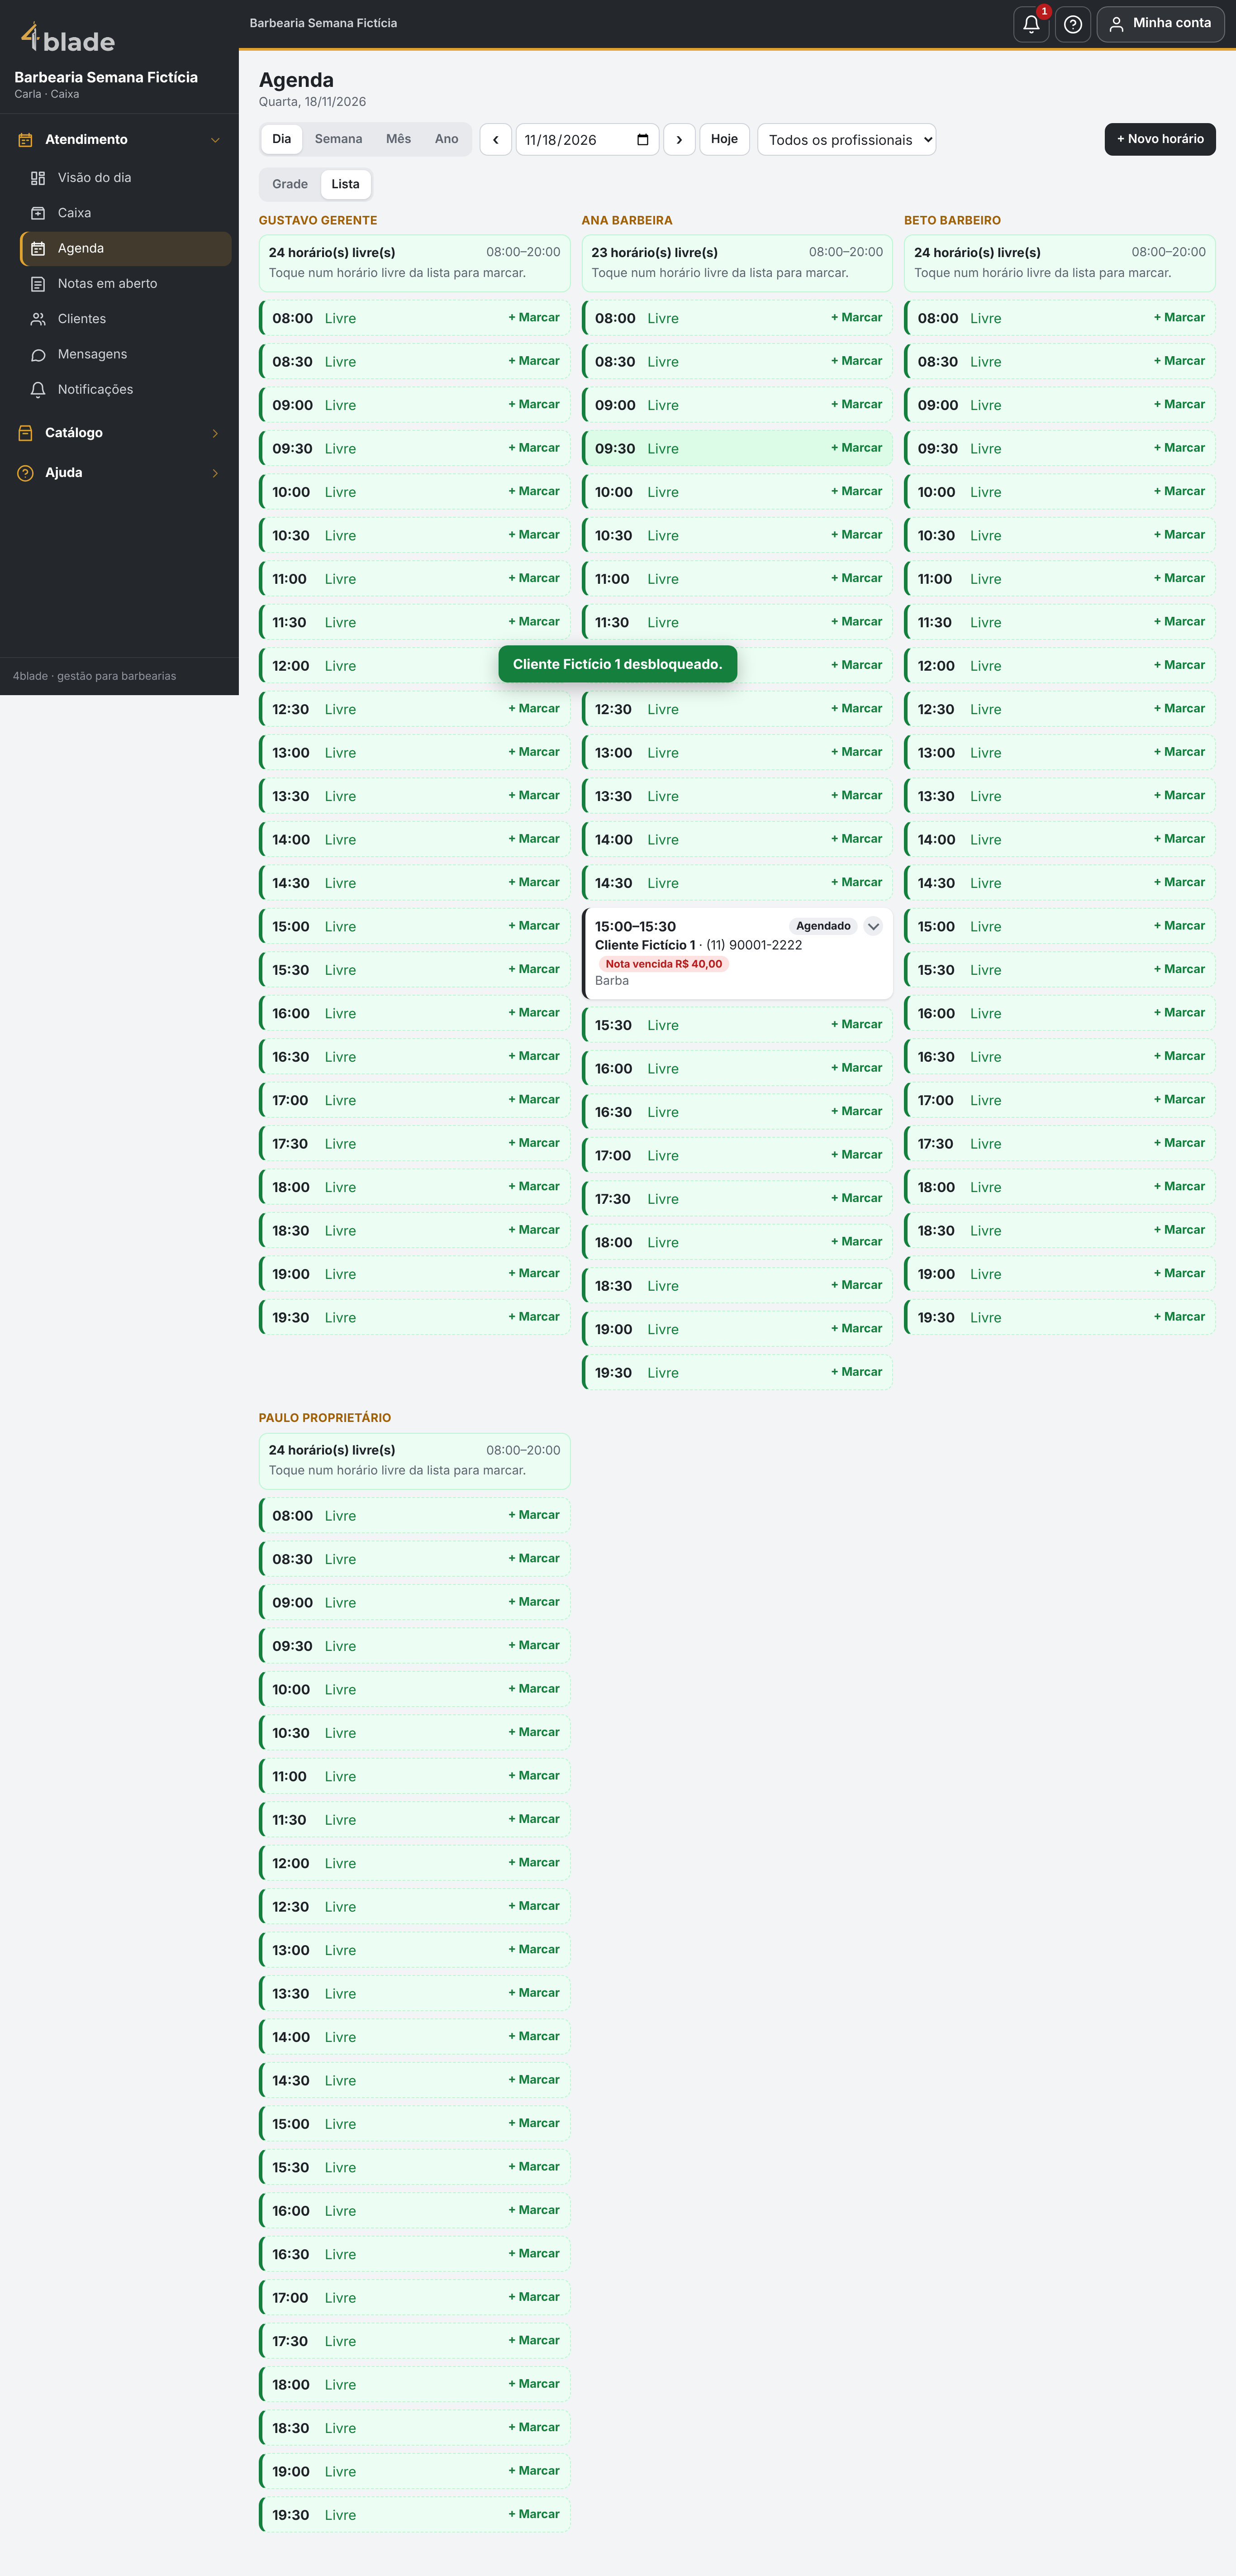 4blade
Barbearia Semana Fictícia
Carla · Caixa
Atendimento
Visão do dia
Caixa
Agenda
Notas em aberto
Clientes
Mensagens
Notificações
Catálogo
Ajuda
4blade · gestão para barbearias
Barbearia Semana Fictícia
1
Minha conta
Agenda
Quarta, 18/11/2026
Dia Semana Mês Ano ‹ 11/18/2026 › Hoje Todos os profissionais + Novo horário
Grade Lista
GUSTAVO GERENTE
24 horário(s) livre(s) 08:00–20:00
Toque num horário livre da lista para marcar.
08:00 Livre + Marcar
08:30 Livre + Marcar
09:00 Livre + Marcar
09:30 Livre + Marcar
10:00 Livre + Marcar
10:30 Livre + Marcar
11:00 Livre + Marcar
11:30 Livre + Marcar
12:00 Livre
12:30 Livre + Marcar
13:00 Livre + Marcar
13:30 Livre + Marcar
14:00 Livre + Marcar
14:30 Livre + Marcar
15:00 Livre + Marcar
15:30 Livre + Marcar
16:00 Livre + Marcar
16:30 Livre + Marcar
17:00 Livre + Marcar
17:30 Livre + Marcar
18:00 Livre + Marcar
18:30 Livre + Marcar
19:00 Livre + Marcar
19:30 Livre + Marcar
ANA BARBEIRA
23 horário(s) livre(s) 08:00–20:00
Toque num horário livre da lista para marcar.
08:00 Livre + Marcar
08:30 Livre + Marcar
09:00 Livre + Marcar
09:30 Livre + Marcar
10:00 Livre + Marcar
10:30 Livre + Marcar
11:00 Livre + Marcar
11:30 Livre + Marcar
Cliente Fictício 1 desbloqueado.
+ Marcar
12:30 Livre + Marcar
13:00 Livre + Marcar
13:30 Livre + Marcar
14:00 Livre + Marcar
14:30 Livre + Marcar
15:00–15:30 Agendado
Cliente Fictício 1 · (11) 90001-2222
Nota vencida R$ 40,00
Barba
15:30 Livre + Marcar
16:00 Livre + Marcar
16:30 Livre + Marcar
17:00 Livre + Marcar
17:30 Livre + Marcar
18:00 Livre + Marcar
18:30 Livre + Marcar
19:00 Livre + Marcar
19:30 Livre + Marcar
BETO BARBEIRO
24 horário(s) livre(s) 08:00–20:00
Toque num horário livre da lista para marcar.
08:00 Livre + Marcar
08:30 Livre + Marcar
09:00 Livre + Marcar
09:30 Livre + Marcar
10:00 Livre + Marcar
10:30 Livre + Marcar
11:00 Livre + Marcar
11:30 Livre + Marcar
12:00 Livre + Marcar
12:30 Livre + Marcar
13:00 Livre + Marcar
13:30 Livre + Marcar
14:00 Livre + Marcar
14:30 Livre + Marcar
15:00 Livre + Marcar
15:30 Livre + Marcar
16:00 Livre + Marcar
16:30 Livre + Marcar
17:00 Livre + Marcar
17:30 Livre + Marcar
18:00 Livre + Marcar
18:30 Livre + Marcar
19:00 Livre + Marcar
19:30 Livre + Marcar
PAULO PROPRIETÁRIO
24 horário(s) livre(s) 08:00–20:00
Toque num horário livre da lista para marcar.
08:00 Livre + Marcar
08:30 Livre + Marcar
09:00 Livre + Marcar
09:30 Livre + Marcar
10:00 Livre + Marcar
10:30 Livre + Marcar
11:00 Livre + Marcar
11:30 Livre + Marcar
12:00 Livre + Marcar
12:30 Livre + Marcar
13:00 Livre + Marcar
13:30 Livre + Marcar
14:00 Livre + Marcar
14:30 Livre + Marcar
15:00 Livre + Marcar
15:30 Livre + Marcar
16:00 Livre + Marcar
16:30 Livre + Marcar
17:00 Livre + Marcar
17:30 Livre + Marcar
18:00 Livre + Marcar
18:30 Livre + Marcar
19:00 Livre + Marcar
19:30 Livre + Marcar